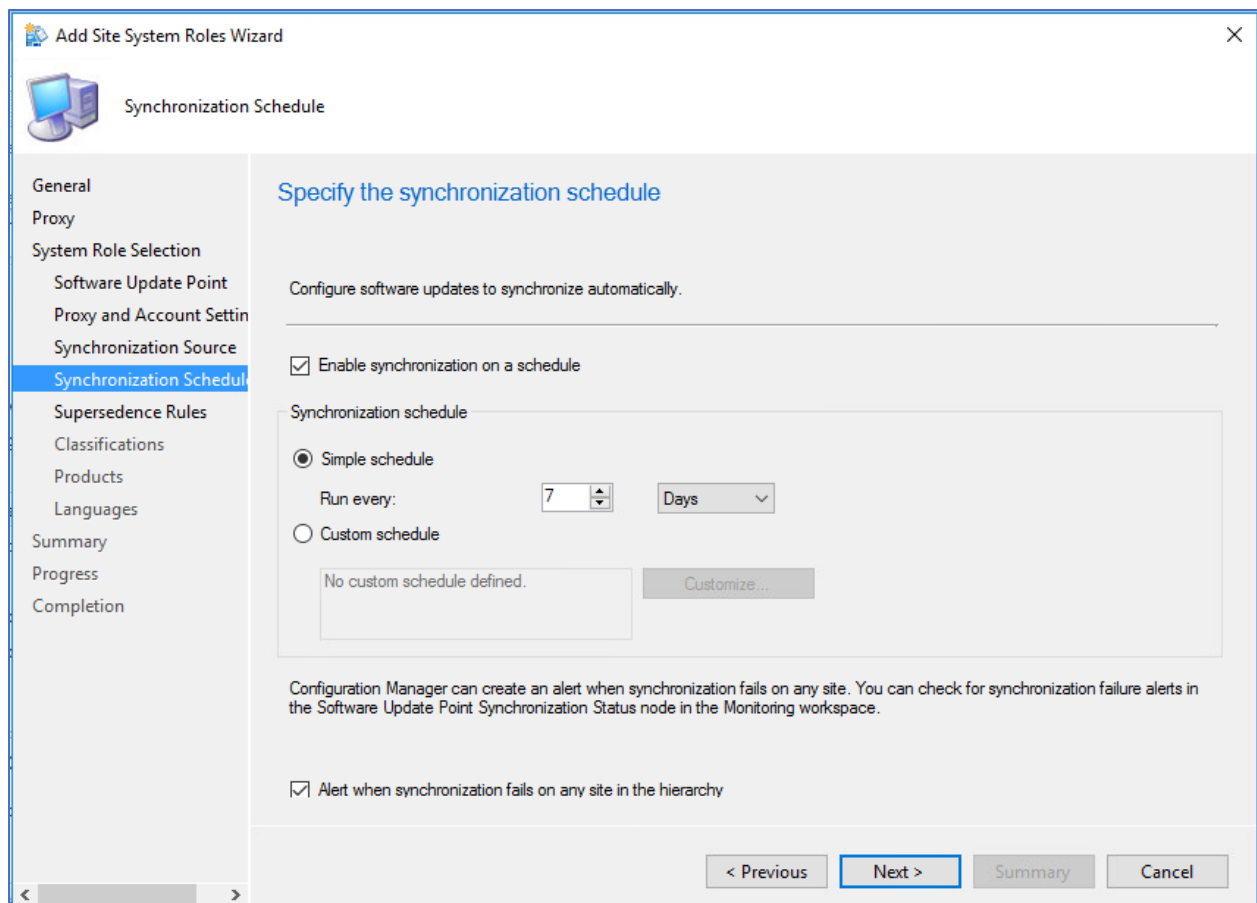 Add Site System Roles Wizard
Synchronization Schedule
General
Proxy
System Role Selection
Software Update Point
Proxy and Account Settin
Synchronization Source
Synchronization Schedul
Supersedence Rules
Classifications
Products
Languages
Summary
Progress
Completion
Specify the synchronization schedule
Configure software updates to synchronize automatically.
Enable synchronization on a schedule
Synchronization schedule
Simple schedule
Run every: 7 Days
Custom schedule
No custom schedule defined. Customize...
Configuration Manager can create an alert when synchronization fails on any site. You can check for synchronization failure alerts in
the Software Update Point Synchronization Status node in the Monitoring workspace.
Alert when synchronization fails on any site in the hierarchy
< Previous Next > Summary Cancel